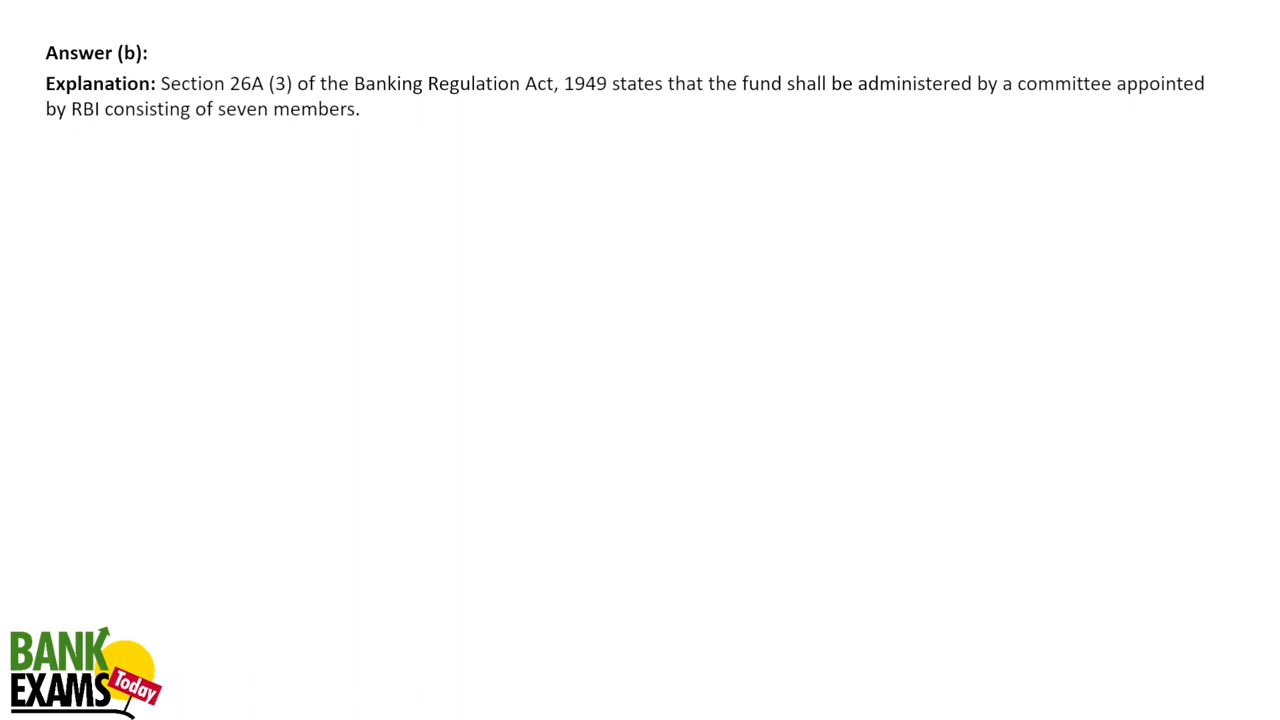 Answer (b):
Explanation: Section 26A (3) of the Banking Regulation Act, 1949 states that the fund shall be administered by a committee appointed
by RBI consisting of seven members.
BANK
EXAMS
Today